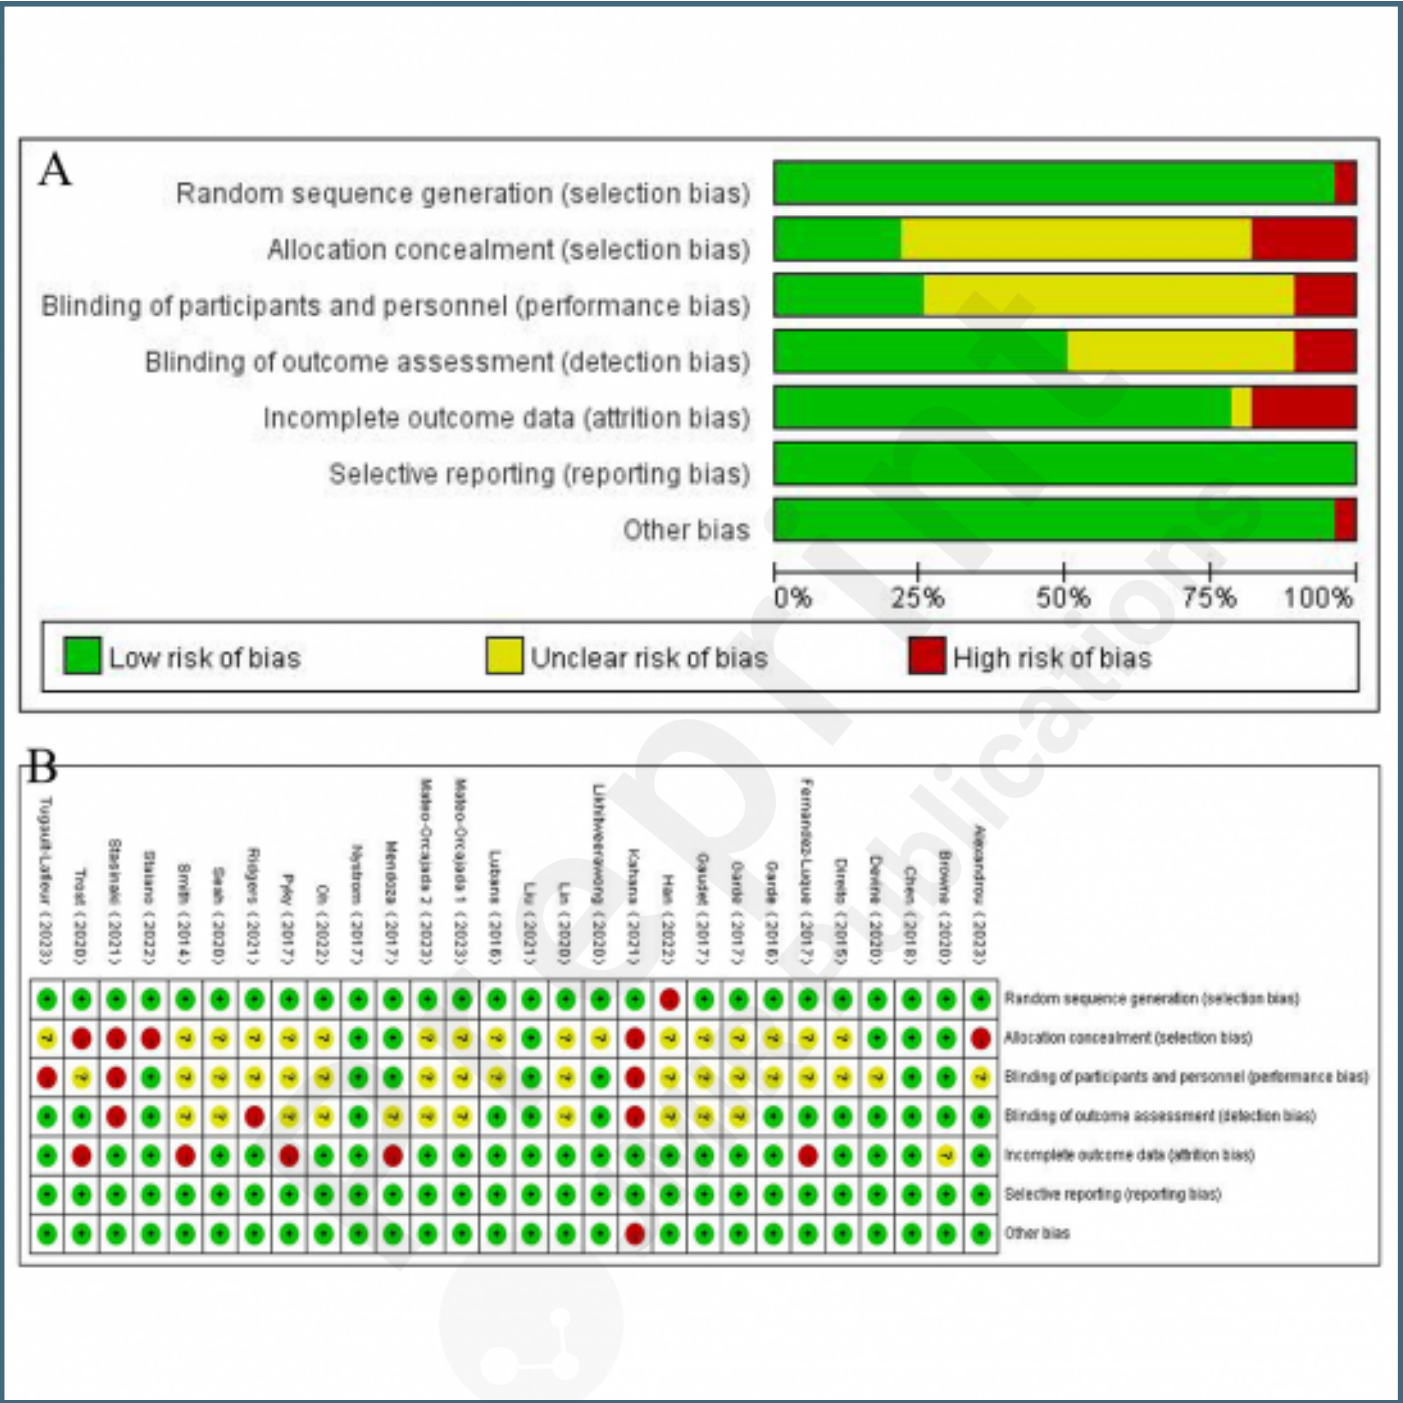 A
Random sequence generation (selection bias)
Allocation concealment (selection bias)
Blinding of participants and personnel (performance bias)
Blinding of outcome assessment (detection bias)
Incomplete outcome data (attrition bias)
Selective reporting (reporting bias)
Other bias
0% 25% 50% 75% 100%
Low risk of bias Unclear risk of bias High risk of bias
B
Tugault-Lafleur (2023)
Trost (2020)
Stasinaki (2021)
Staiano (2022)
Smith (2014)
Seah (2020)
Ridgers (2021)
Pyky (2017)
Oh (2022)
Nystrom (2017)
Mendoza (2017)
Mateo-Orcajada 2 (2023)
Mateo-Orcajada 1 (2023)
Lubans (2016)
Liu (2021)
Lin (2020)
Likhitweerawong (2020)
Kahana (2021)
Han (2022)
Gaudet (2017)
Garde (2017)
Garde (2016)
Fernandez-Luque (2017)
Direito (2015)
Devine (2020)
Chen (2018)
Browne (2020)
Alexandrou (2023)
Random sequence generation (selection bias)
Allocation concealment (selection bias)
Blinding of participants and personnel (performance bias)
Blinding of outcome assessment (detection bias)
Incomplete outcome data (attrition bias)
Selective reporting (reporting bias)
Other bias
Preprint
JMIR Publications